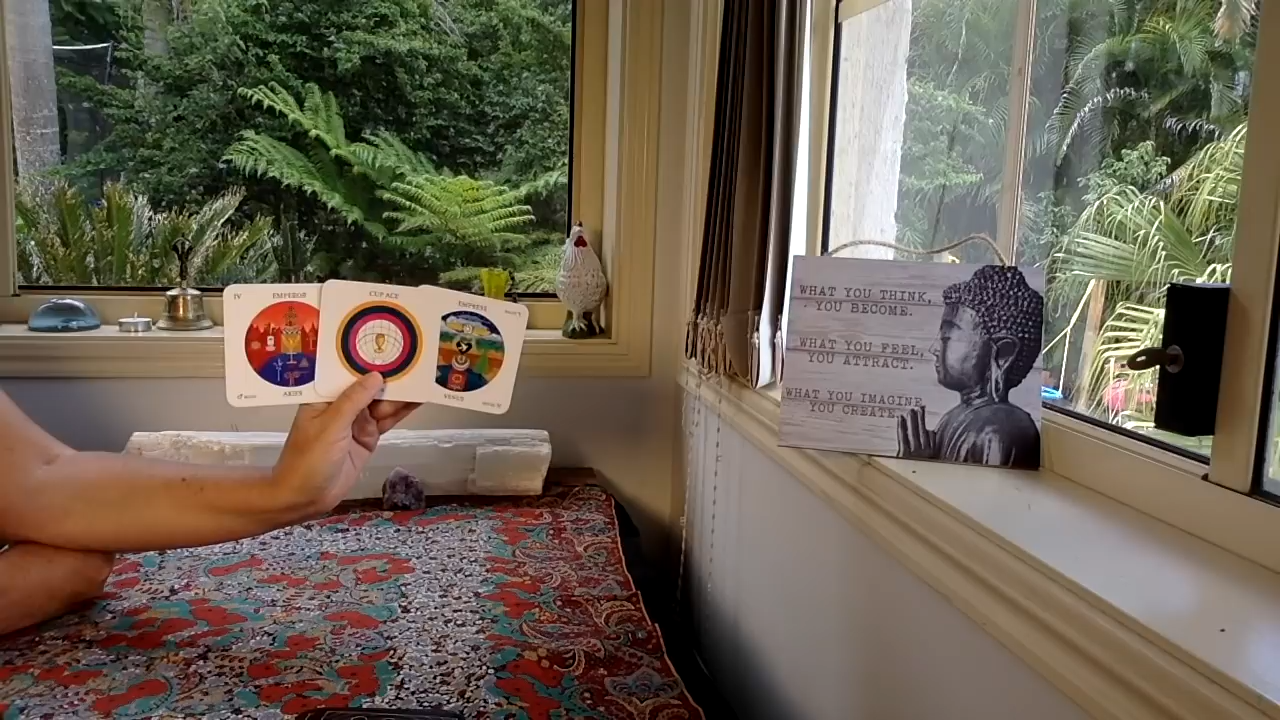 IV
EMPEROR
ARIES
CUP ACE
EMPRESS
VENUS
WHAT YOU THINK,
YOU BECOME.
WHAT YOU FEEL,
YOU ATTRACT.
WHAT YOU IMAGINE
YOU CREATE.